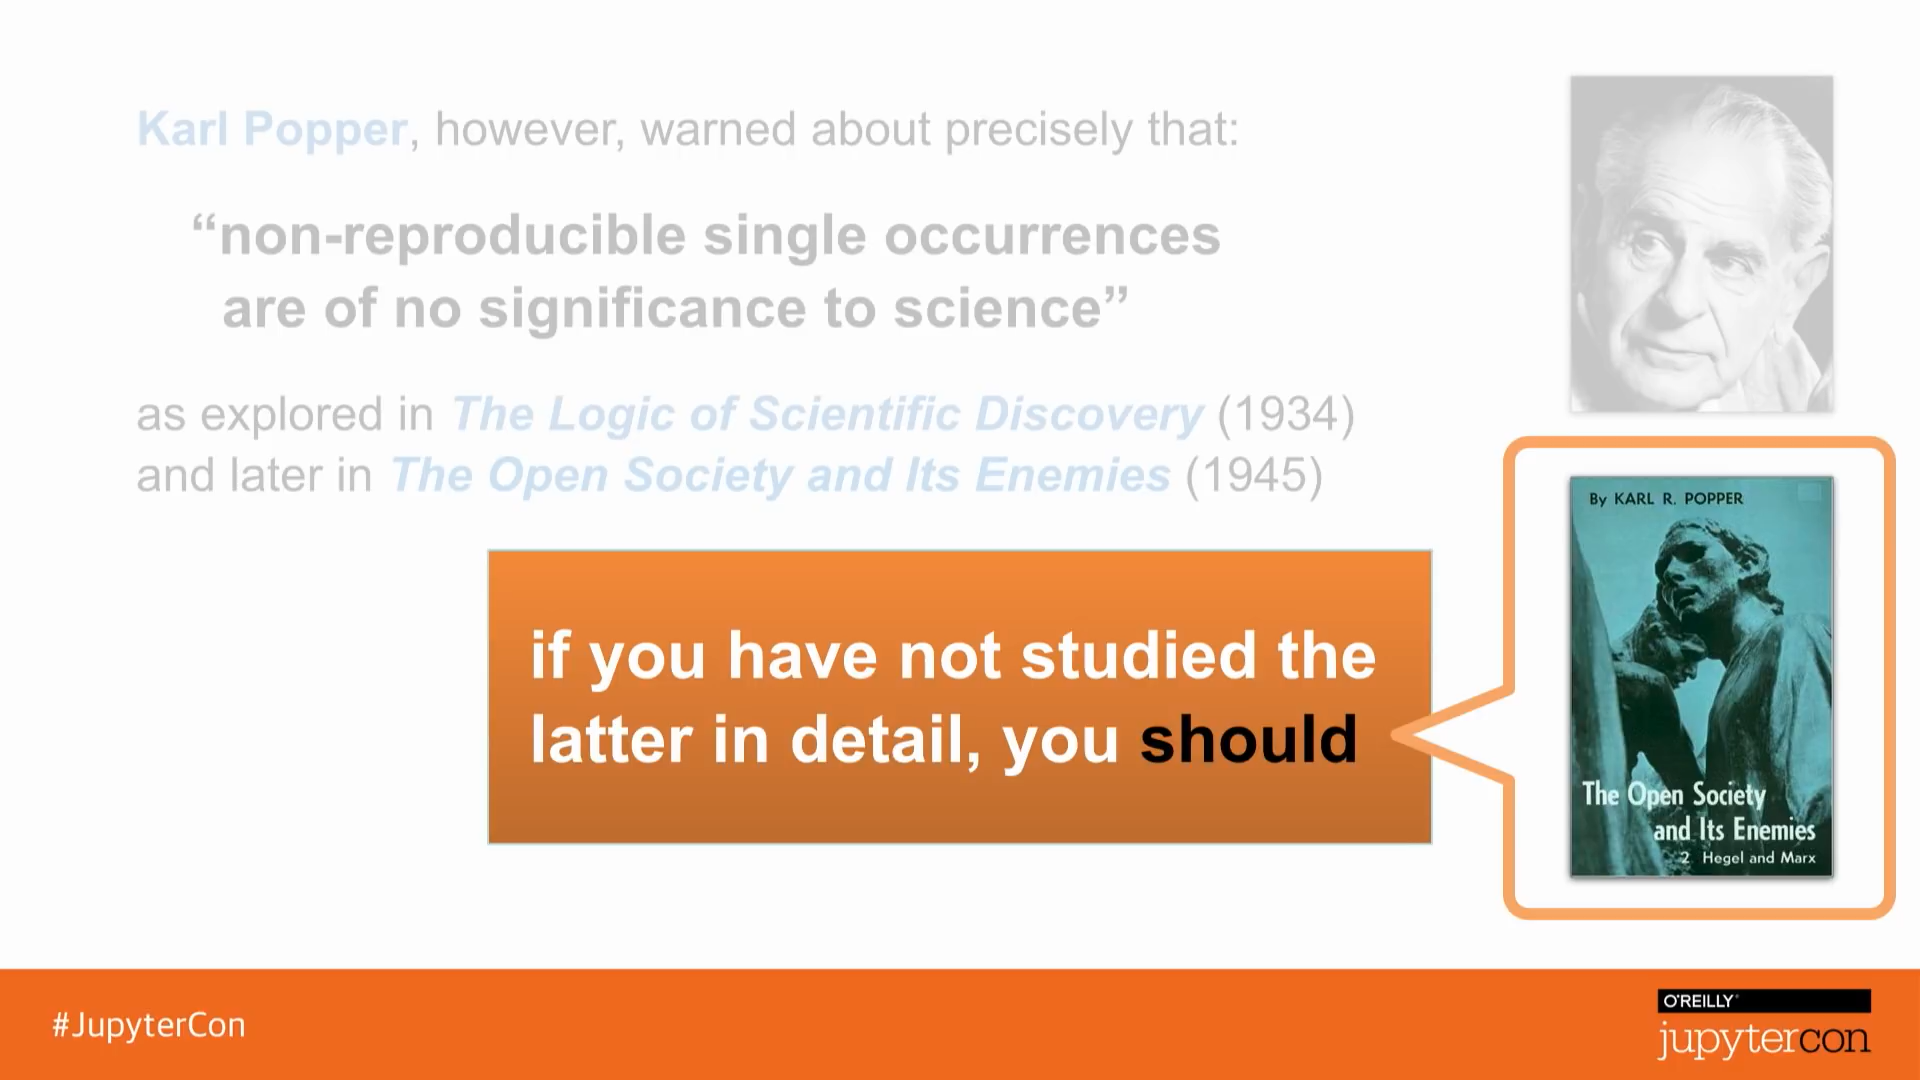 Karl Popper, however, warned about precisely that:
“non-reproducible single occurrences
are of no significance to science”
as explored in The Logic of Scientific Discovery (1934)
and later in The Open Society and Its Enemies (1945)
if you have not studied the
latter in detail, you should
By KARL R. POPPER
The Open Society
and Its Enemies
2 Hegel and Marx
#JupyterCon
O'REILLY®
jupytercon